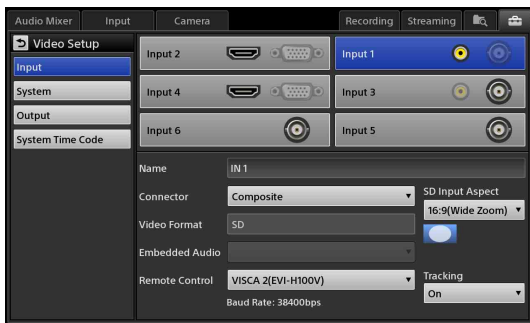 Audio Mixer Input Camera Recording Streaming
Video Setup
Input
System
Output
System Time Code
Input 2 Input 1
Input 4 Input 3
Input 6 Input 5
Name IN 1
Connector Composite
SD Input Aspect
16:9(Wide Zoom)
Video Format SD
Embedded Audio
Remote Control VISCA 2(EVI-H100V)
Baud Rate: 38400bps
Tracking
On